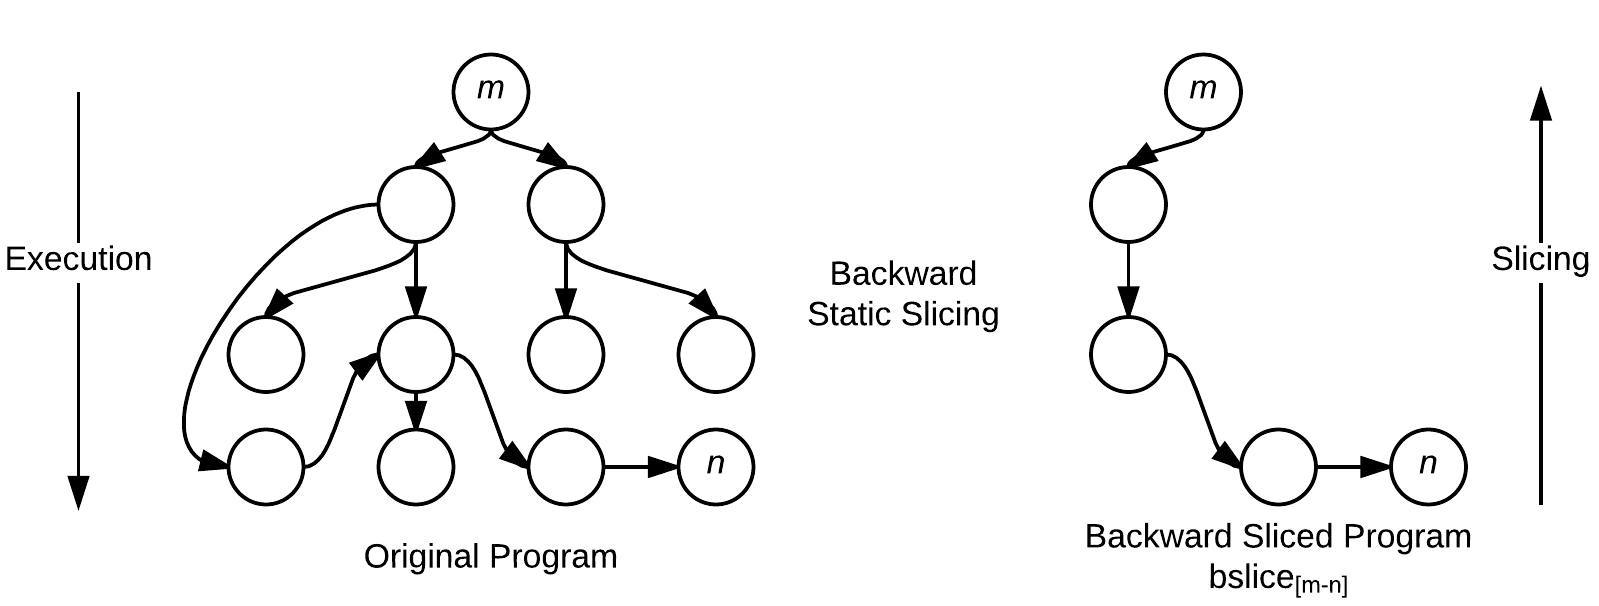 m
m
Execution
Backward
Static Slicing
Slicing
n
n
Original Program
Backward Sliced Program
bslice[m-n]